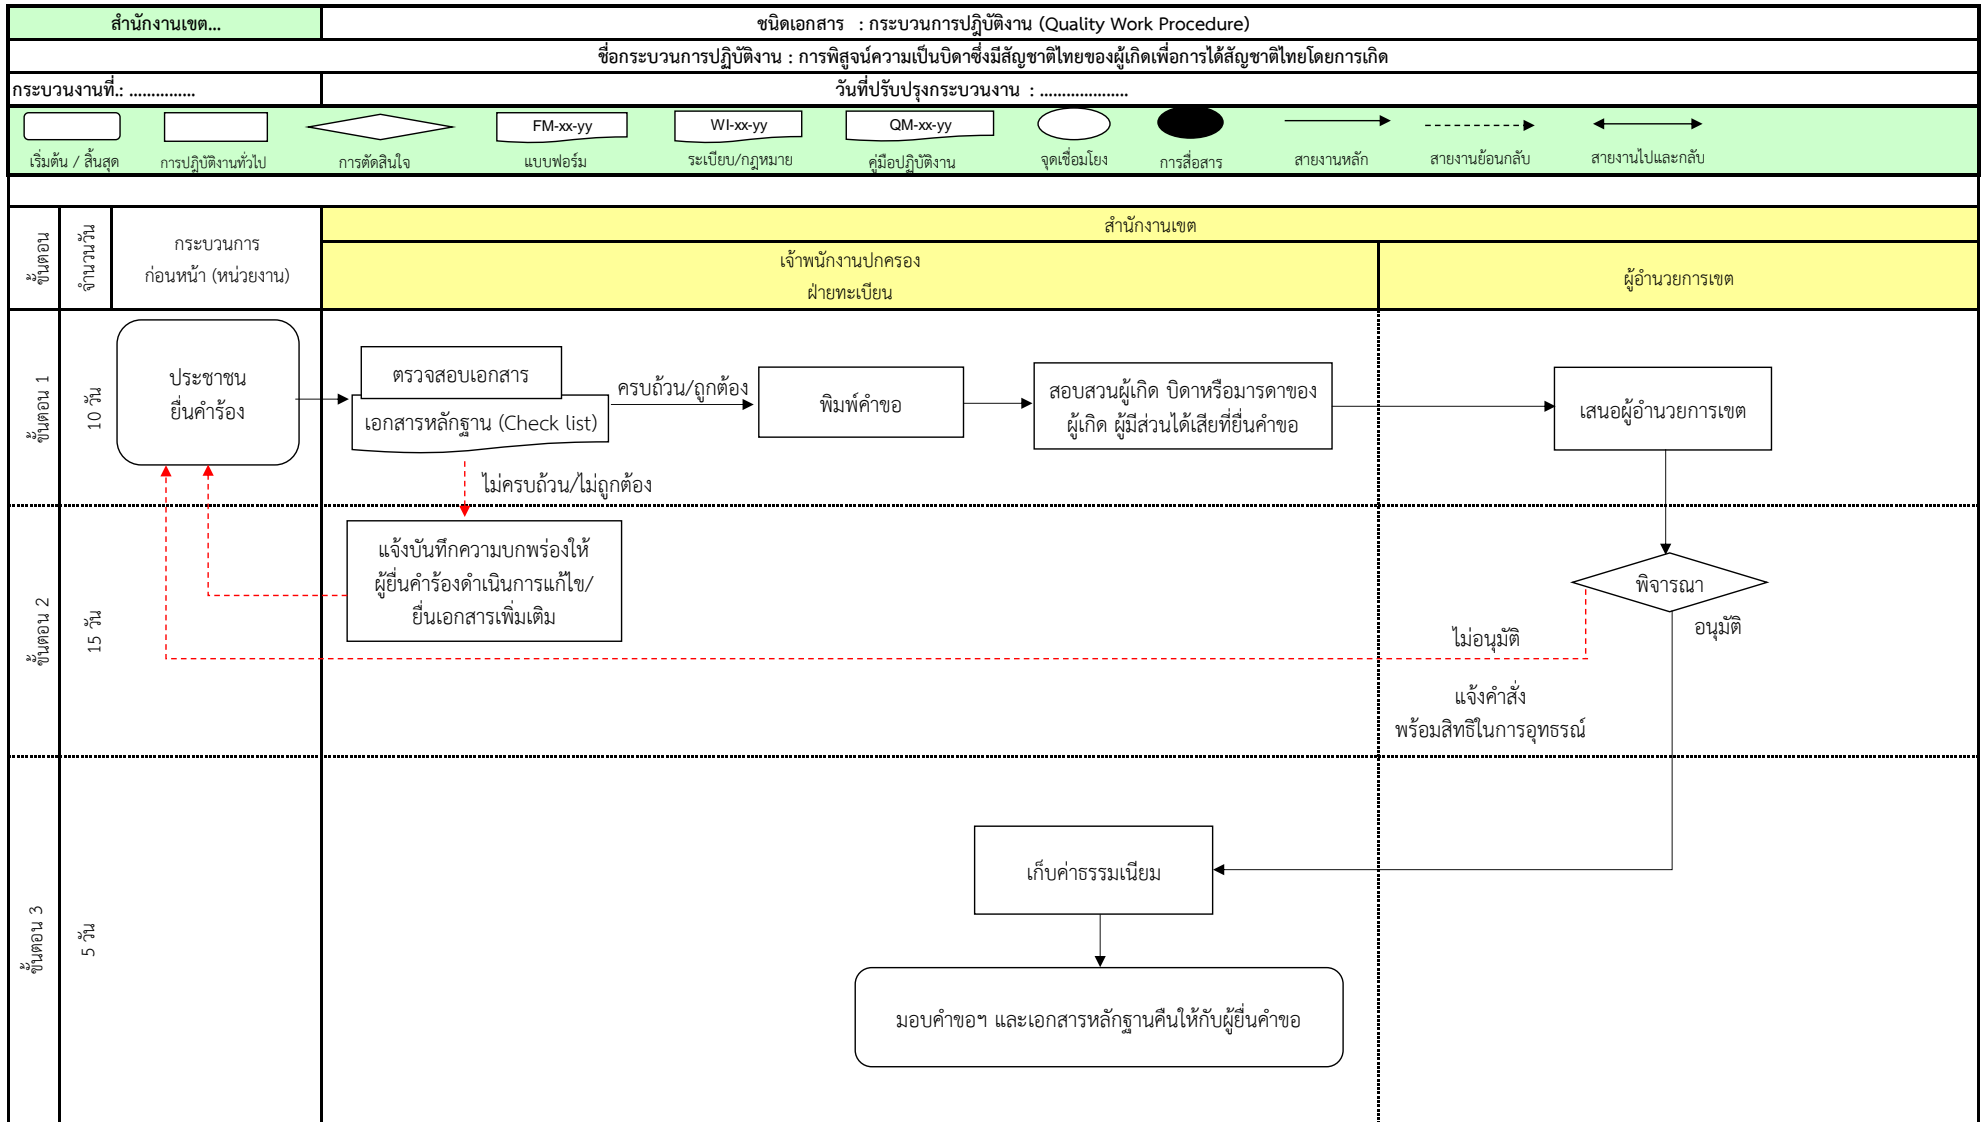 สำนักงานเขต...
ชนิดเอกสาร : กระบวนการปฎิบัติงาน (Quality Work Procedure)
ชื่อกระบวนการปฏิบัติงาน : การพิสูจน์ความเป็นบิดาซึ่งมีสัญชาติไทยของผู้เกิดเพื่อการได้สัญชาติไทยโดยการเกิด
กระบวนงานที่.: ...............
วันที่ปรับปรุงกระบวนงาน : ....................
FM-xx-yy
WI-xx-yy
QM-xx-yy
เริ่มต้น / สิ้นสุด
การปฎิบัติงานทั่วไป
การตัดสินใจ
แบบฟอร์ม
ระเบียบ/กฎหมาย
คู่มือปฏิบัติงาน
จุดเชื่อมโยง
การสื่อสาร
สายงานหลัก
สายงานย้อนกลับ
สายงานไปและกลับ
ขั้นตอน
จำนวนวัน
กระบวนการ
ก่อนหน้า (หน่วยงาน)
สำนักงานเขต
เจ้าพนักงานปกครอง
ฝ่ายทะเบียน
ผู้อำนวยการเขต
ขั้นตอน 1
10 วัน
ประชาชน
ยื่นคำร้อง
ตรวจสอบเอกสาร
เอกสารหลักฐาน (Check list)
ครบถ้วน/ถูกต้อง
พิมพ์คำขอ
สอบสวนผู้เกิด บิดาหรือมารดาของ
ผู้เกิด ผู้มีส่วนได้เสียที่ยื่นคำขอ
เสนอผู้อำนวยการเขต
ไม่ครบถ้วน/ไม่ถูกต้อง
ขั้นตอน 2
15 วัน
แจ้งบันทึกความบกพร่องให้
ผู้ยื่นคำร้องดำเนินการแก้ไข/
ยื่นเอกสารเพิ่มเติม
พิจารณา
อนุมัติ
ไม่อนุมัติ
แจ้งคำสั่ง
พร้อมสิทธิในการอุทธรณ์
ขั้นตอน 3
5 วัน
เก็บค่าธรรมเนียม
มอบคำขอฯ และเอกสารหลักฐานคืนให้กับผู้ยื่นคำขอ